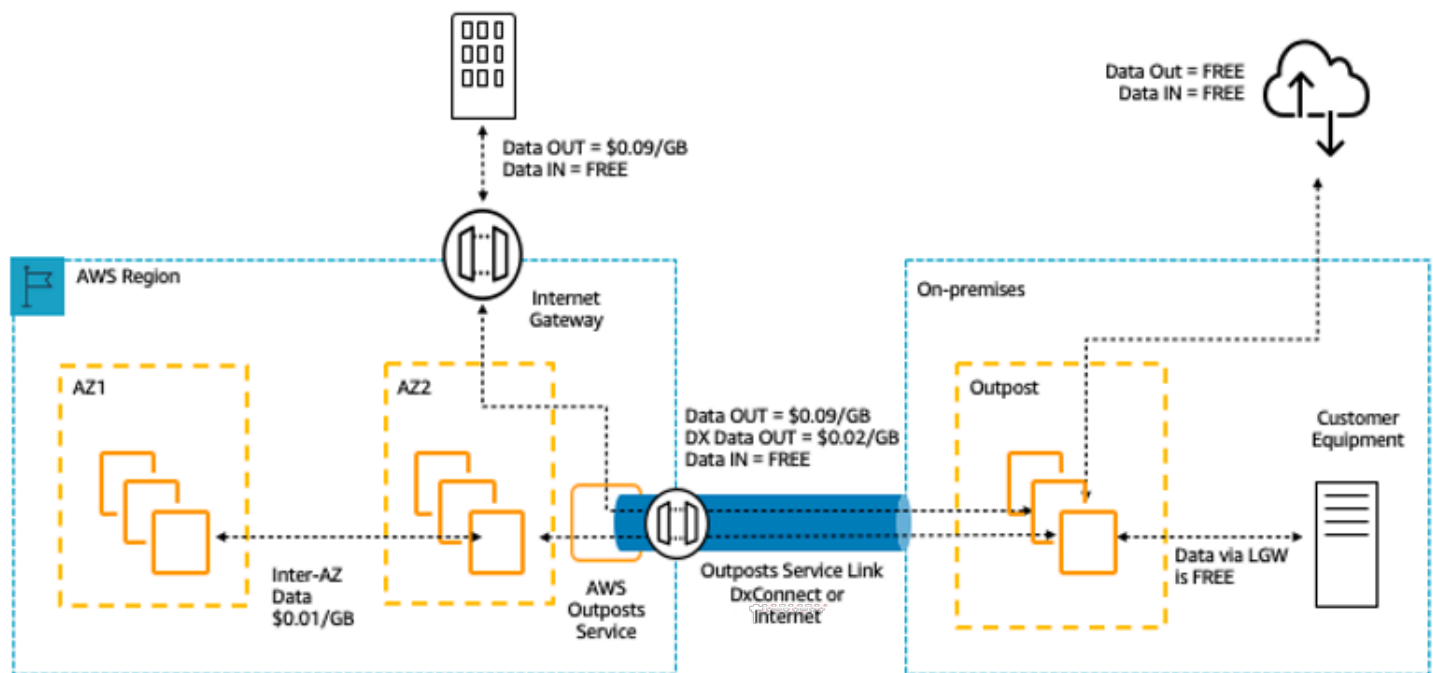 Data OUT = $0.09/GB
Data IN = FREE
Data Out = FREE
Data IN = FREE
AWS Region
Internet
Gateway
On-premises
AZ1
AZ2
Outpost
Customer
Equipment
Data OUT = $0.09/GB
DX Data OUT = $0.02/GB
Data IN = FREE
Inter-AZ
Data
$0.01/GB
AWS
Outposts
Service
Outposts Service Link
DxConnect or
Internet
Data via LGW
is FREE